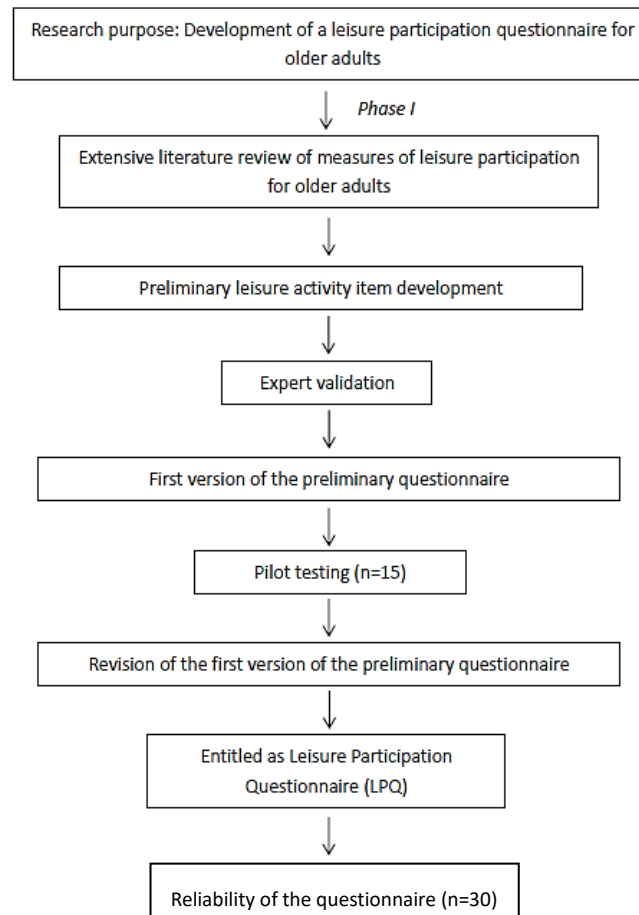 Research purpose: Development of a leisure participation questionnaire for
older adults
Phase I
Extensive literature review of measures of leisure participation
for older adults
Preliminary leisure activity item development
Expert validation
First version of the preliminary questionnaire
Pilot testing (n=15)
Revision of the first version of the preliminary questionnaire
Entitled as Leisure Participation
Questionnaire (LPQ)
Reliability of the questionnaire (n=30)